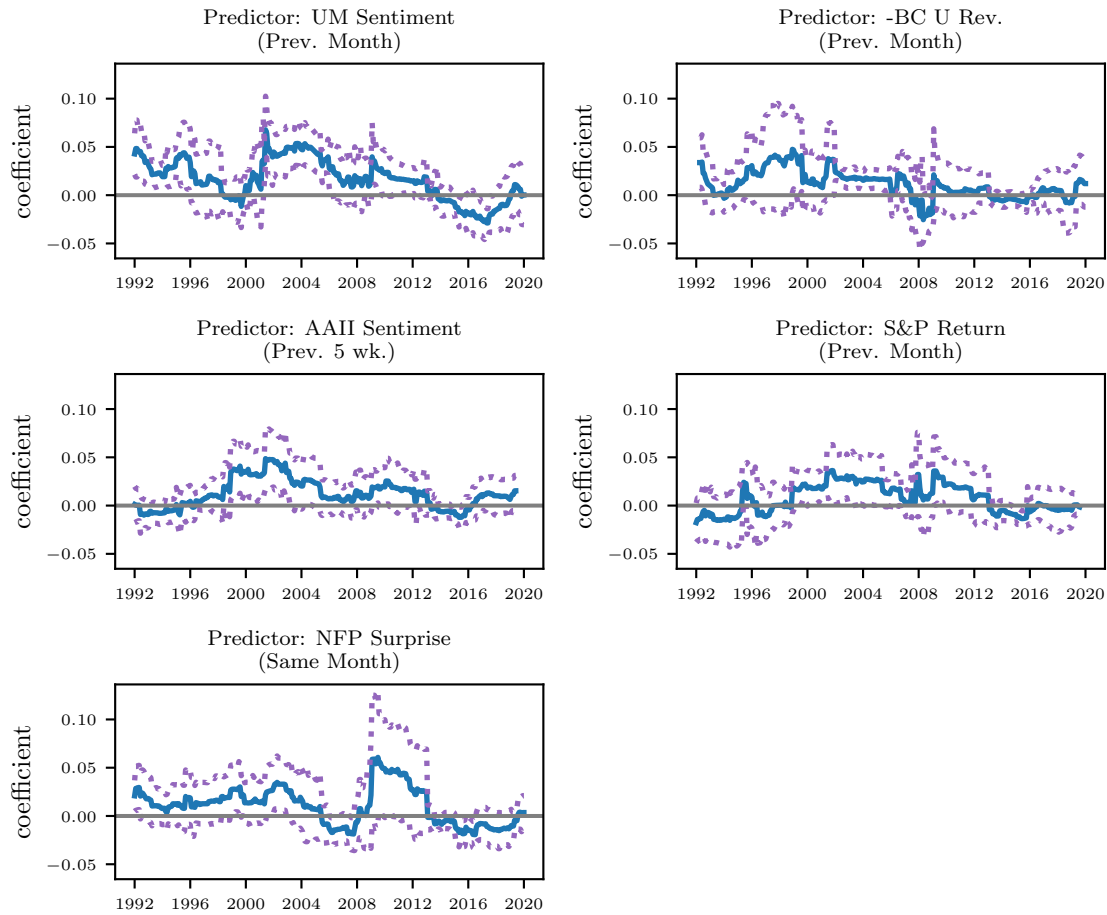 Predictor: UM Sentiment
(Prev. Month)
coefficient
0.10
0.05
0.00
−0.05
1992 1996 2000 2004 2008 2012 2016 2020
Predictor: -BC U Rev.
(Prev. Month)
coefficient
0.10
0.05
0.00
−0.05
1992 1996 2000 2004 2008 2012 2016 2020
Predictor: AAII Sentiment
(Prev. 5 wk.)
coefficient
0.10
0.05
0.00
−0.05
1992 1996 2000 2004 2008 2012 2016 2020
Predictor: S&P Return
(Prev. Month)
coefficient
0.10
0.05
0.00
−0.05
1992 1996 2000 2004 2008 2012 2016 2020
Predictor: NFP Surprise
(Same Month)
coefficient
0.10
0.05
0.00
−0.05
1992 1996 2000 2004 2008 2012 2016 2020